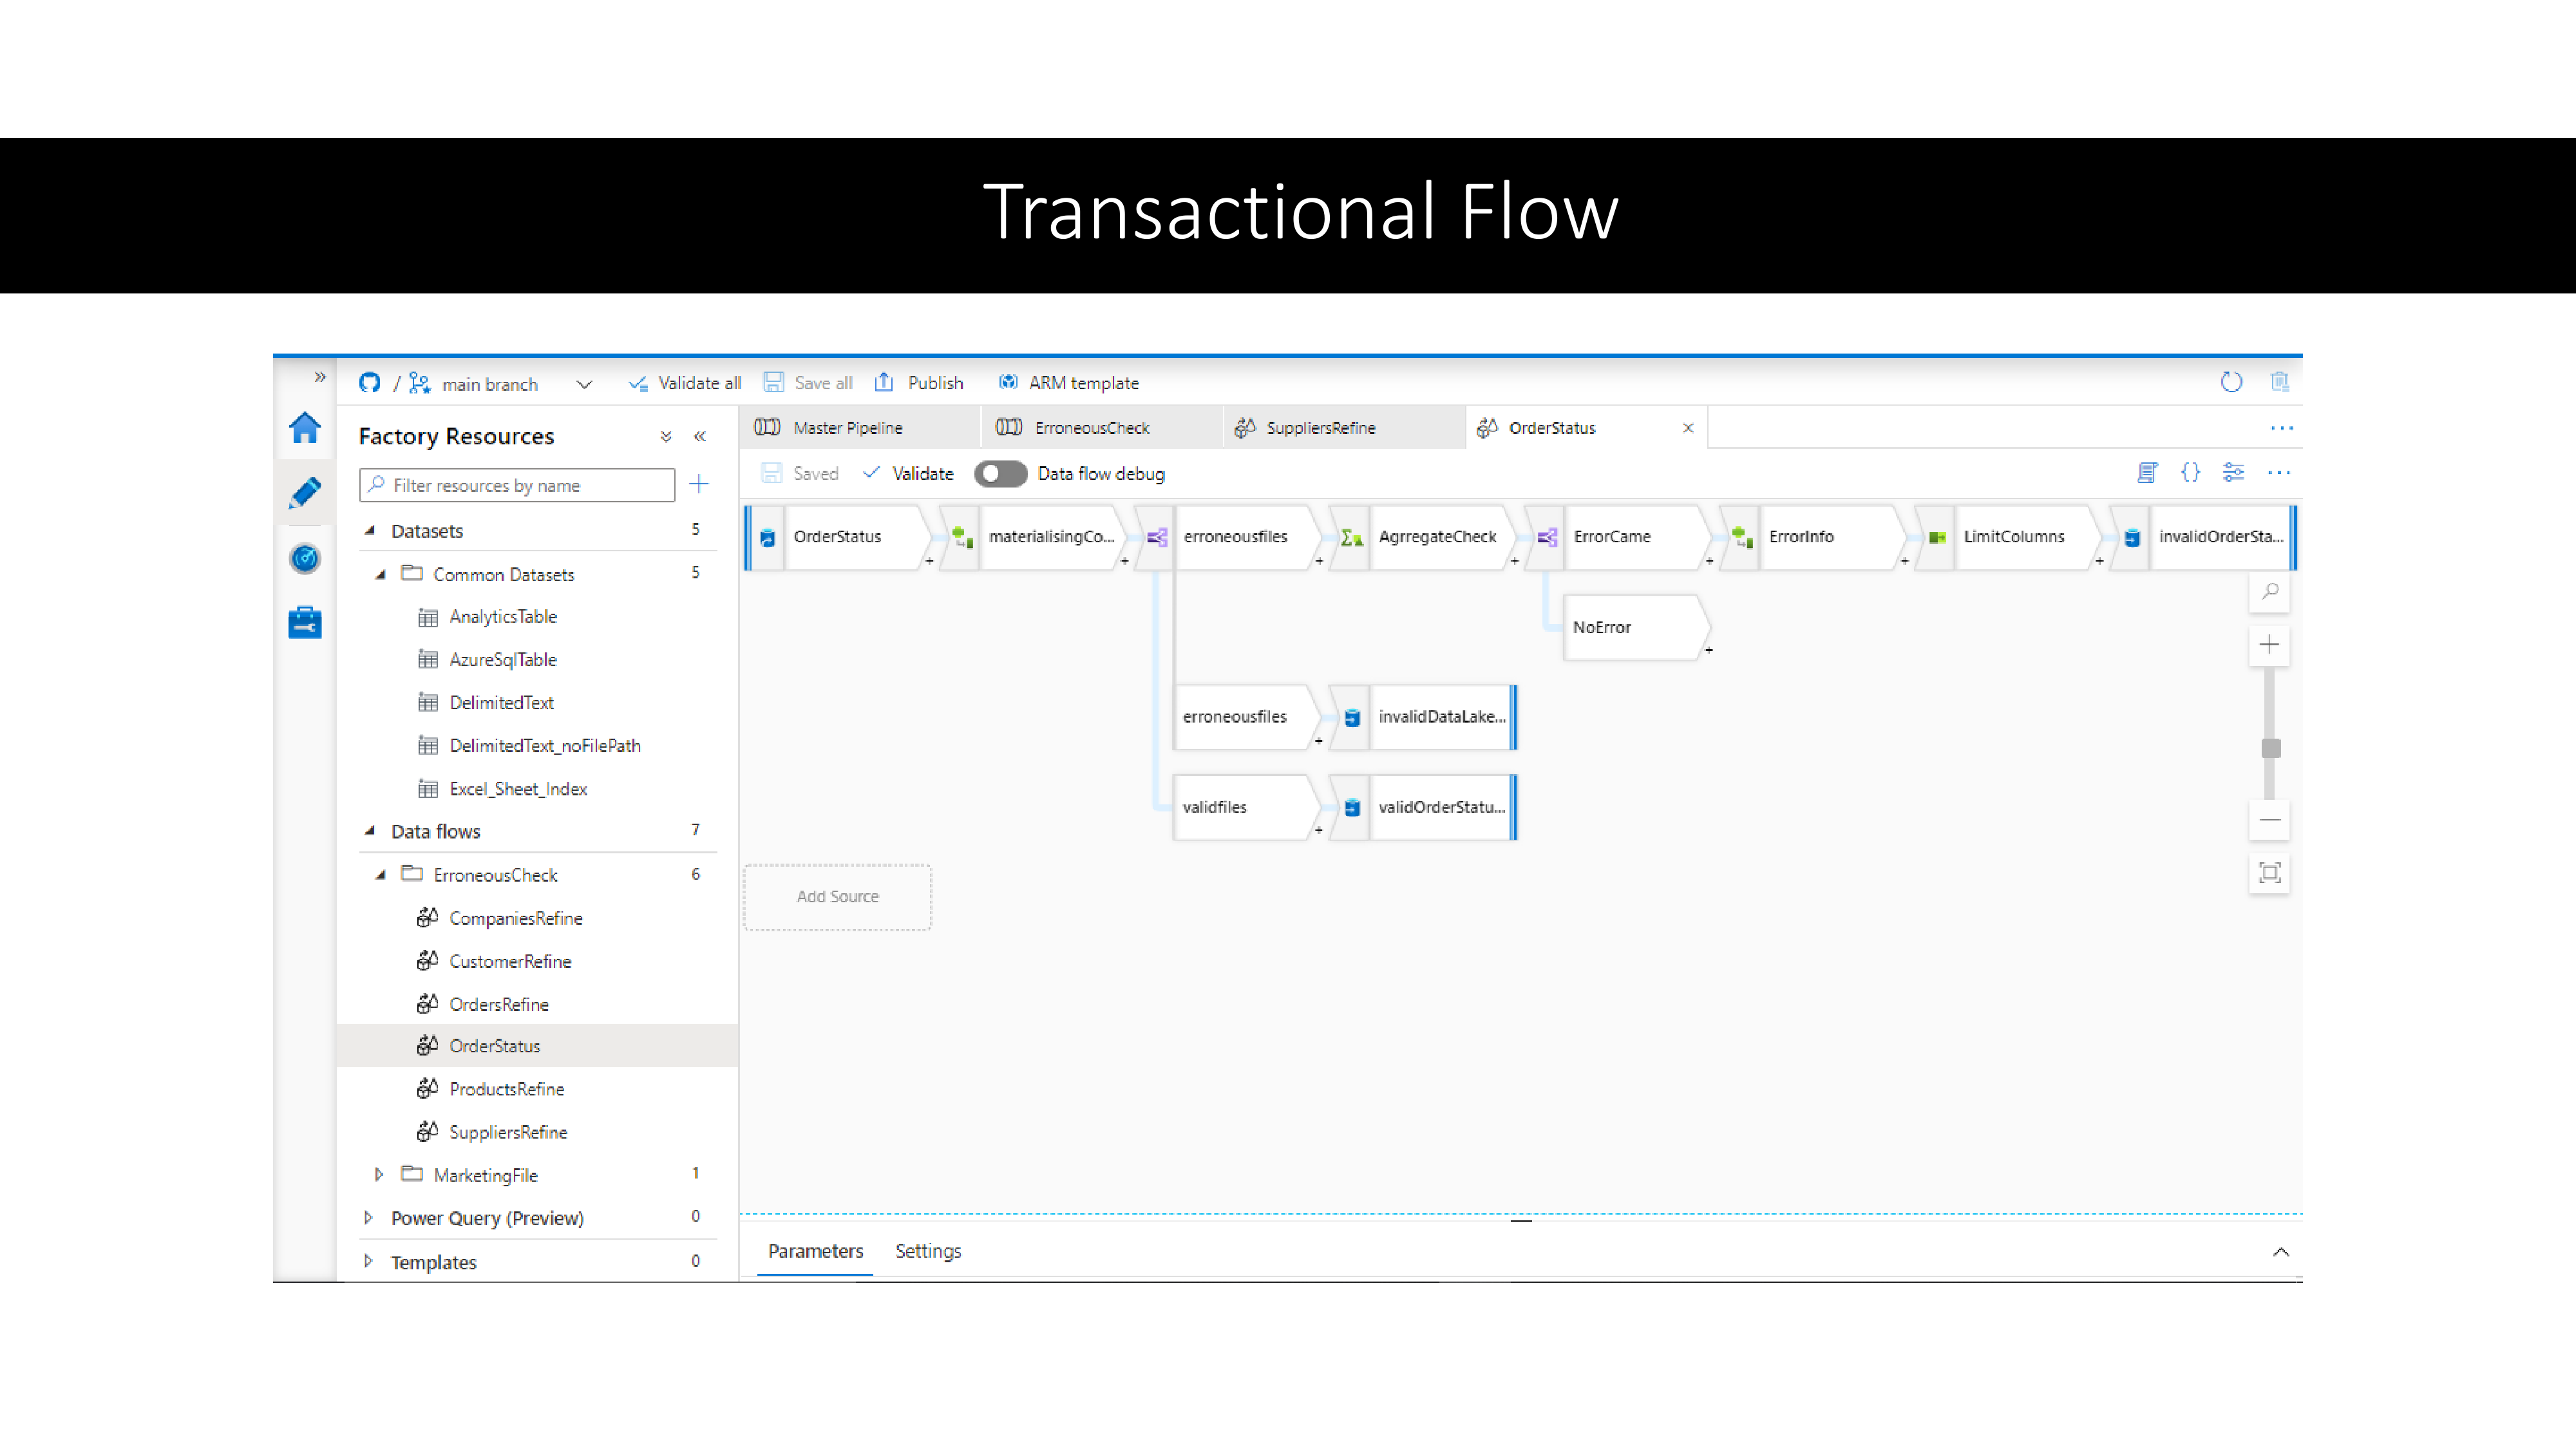 Transactional Flow
/ main branch
Validate all
Save all
Publish
ARM template
Factory Resources
Filter resources by name
Datasets 5
Common Datasets 5
AnalyticsTable
AzureSqlTable
DelimitedText
DelimitedText_noFilePath
Excel_Sheet_Index
Data flows 7
ErroneousCheck 6
CompaniesRefine
CustomerRefine
OrdersRefine
OrderStatus
ProductsRefine
SuppliersRefine
MarketingFile 1
Power Query (Preview) 0
Templates 0
Master Pipeline
ErroneousCheck
SuppliersRefine
OrderStatus
Saved
Validate
Data flow debug
OrderStatus
materialisingCo...
erroneousfiles
AgrregateCheck
ErrorCame
ErrorInfo
LimitColumns
invalidOrderSta...
NoError
erroneousfiles
invalidDataLake...
validfiles
validOrderStatu...
Add Source
Parameters
Settings